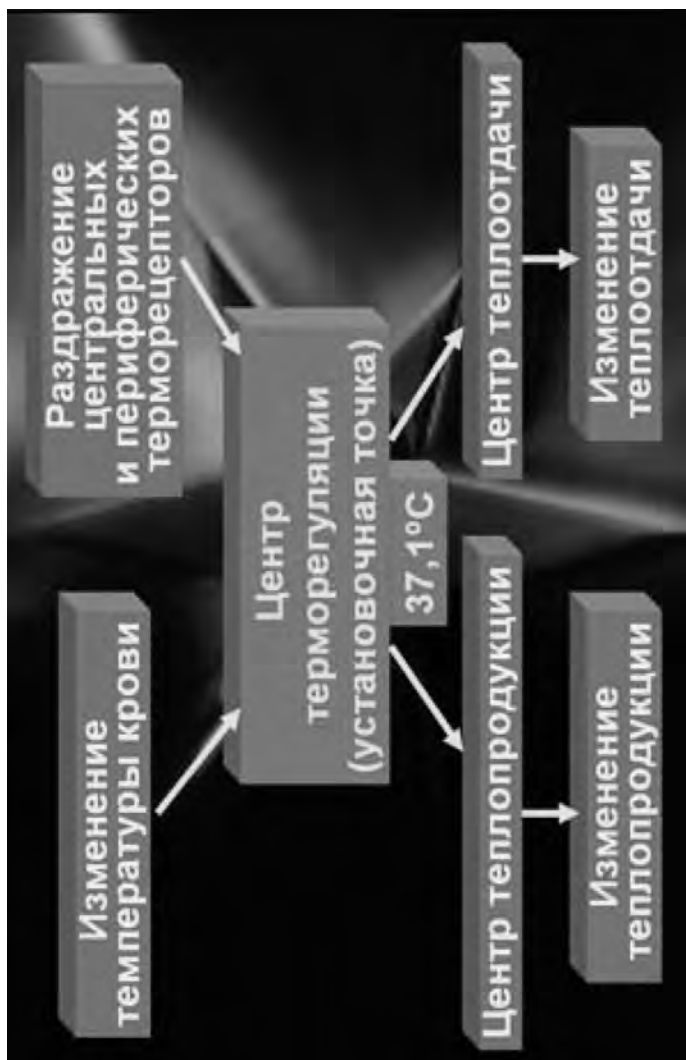 Изменение
температуры крови
Раздражение
центральных
и периферических
терморецепторов
Центр
терморегуляции
(установочная точка)
37,1ºC
Центр теплопродукции
Центр теплоотдачи
Изменение
теплопродукции
Изменение
теплоотдачи